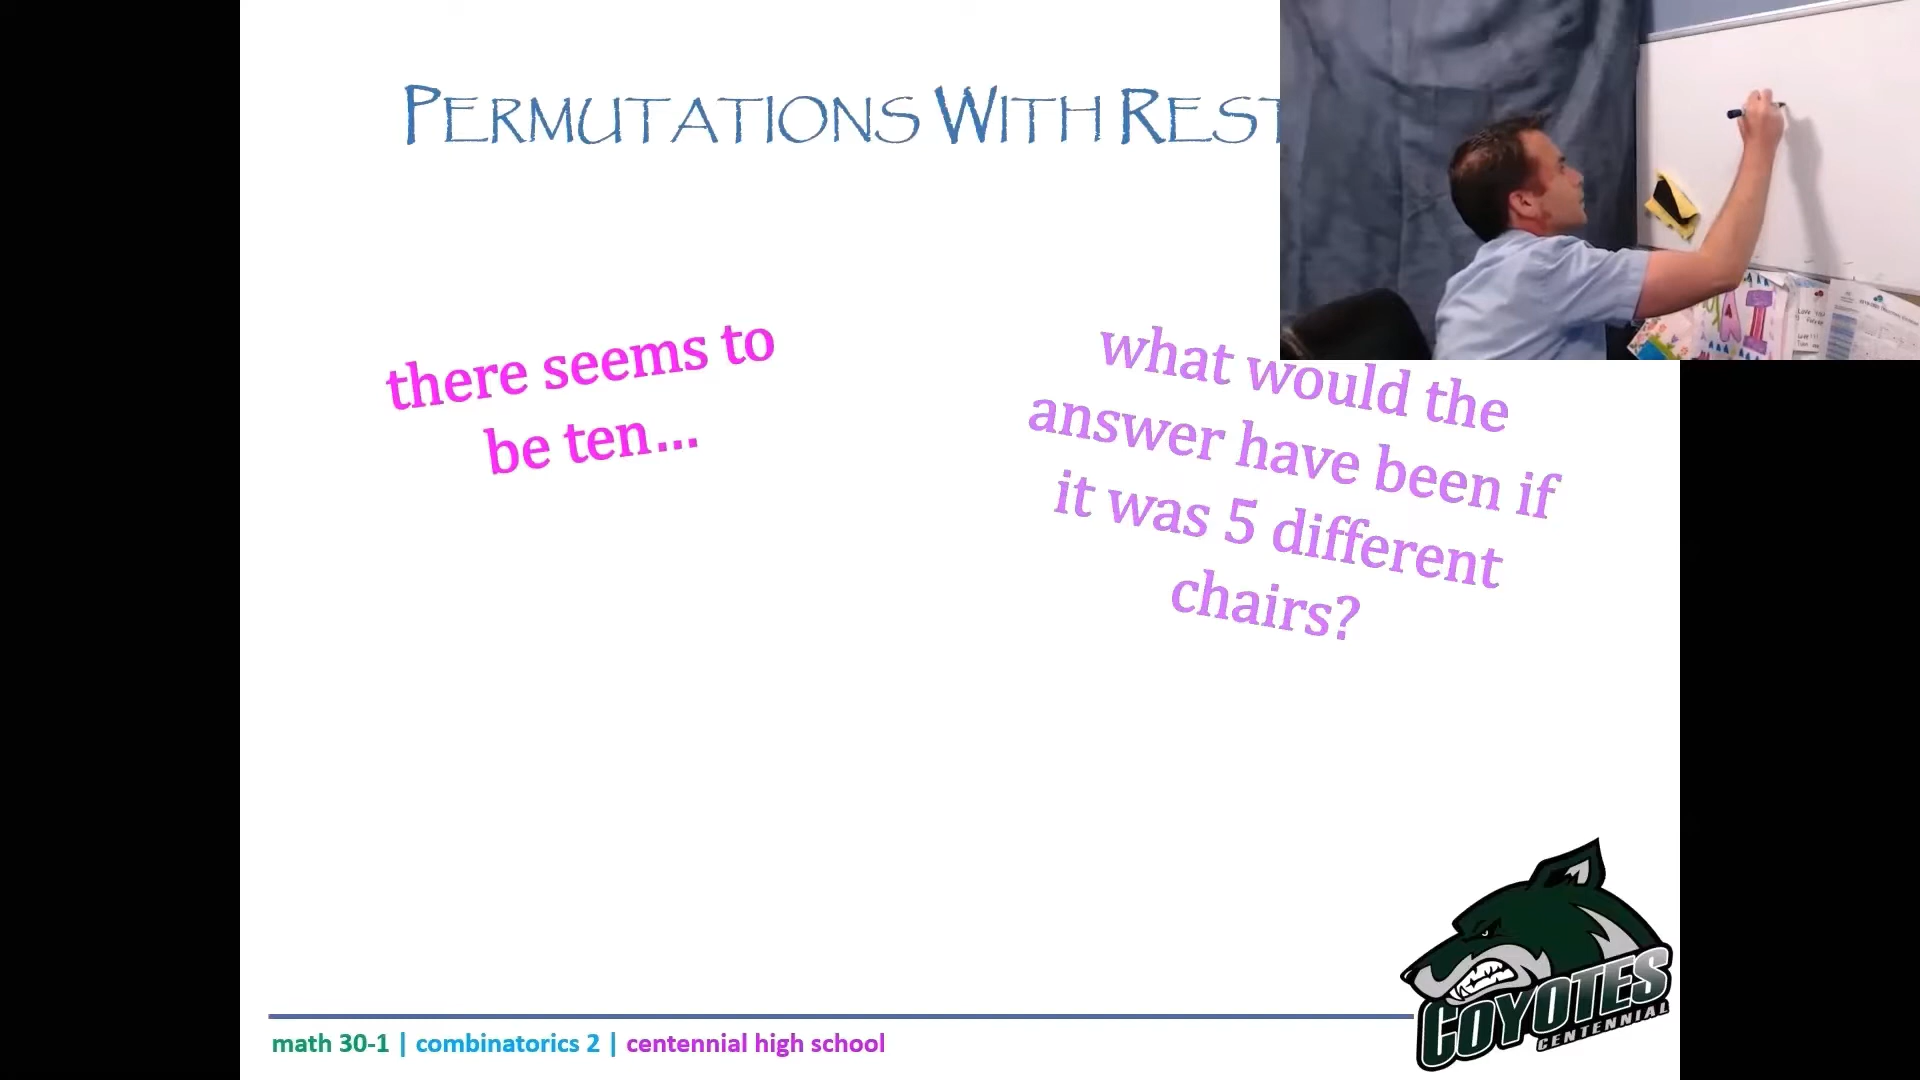 PERMUTATIONS WITH REST
there seems to
be ten...
what would the
answer have been if
it was 5 different
chairs?
math 30-1 | combinatorics 2 | centennial high school
COYOTES
CENTENNIAL